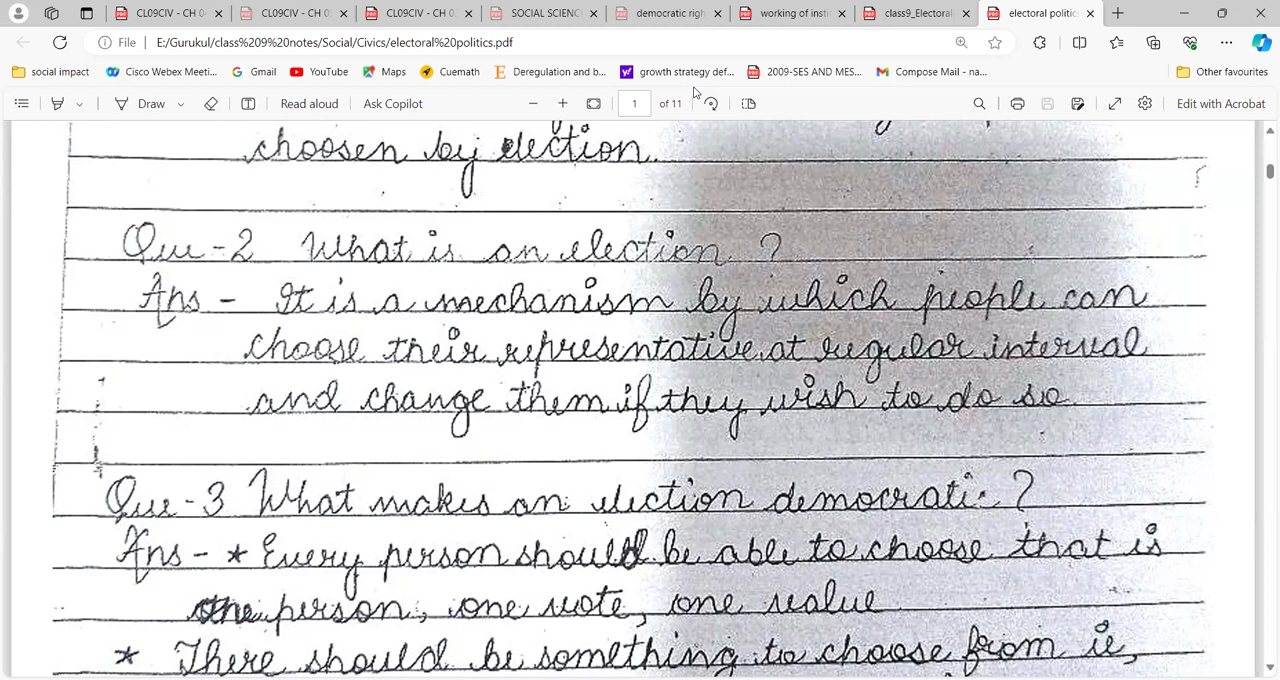 CL09CIV - CH 0
CL09CIV - CH 0
CL09CIV - CH 0
SOCIAL SCIENC
democratic righ
working of insti
class9_Electoral
electoral politic
File E:/Gurukul/class%209%20notes/Social/Civics/electoral%20politics.pdf
social impact
Cisco Webex Meeti...
Gmail
YouTube
Maps
Cuemath
Deregulation and b...
growth strategy def...
2009-SES AND MES...
Compose Mail - na...
Other favourites
Draw
Read aloud
Ask Copilot
1 of 11
Edit with Acrobat
choosen by election.
Que-2 What is an election ?
Ans - It is a mechanism by which people can
choose their representative at regular interval
and change them if they wish to do so
Que-3 What makes an election democratic ?
Ans - * Every person should be able to choose that is
one person, one vote, one value
* There should be something to choose from ie,